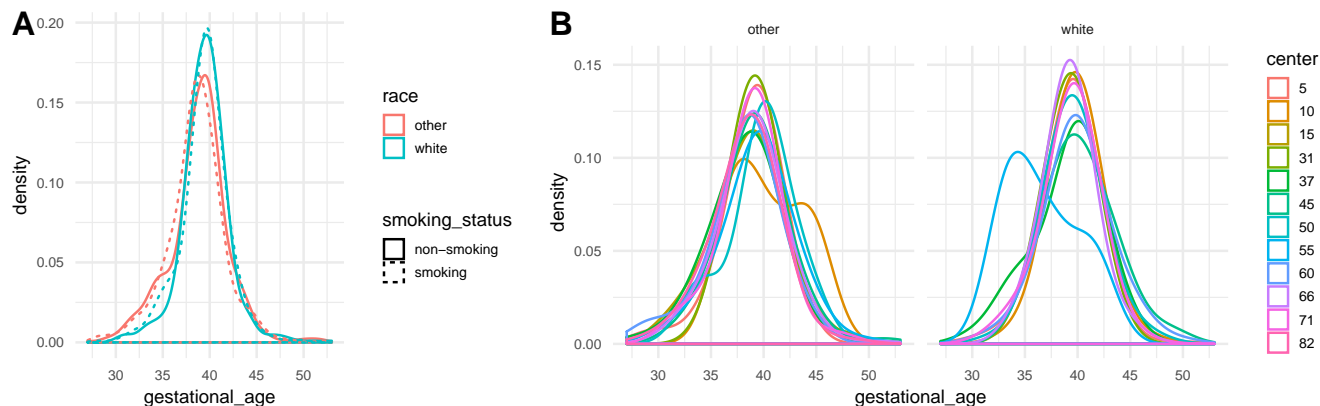 A
density
0.20
0.15
0.10
0.05
0.00
30 35 40 45 50
gestational_age
race
other
white
smoking_status
non−smoking
smoking
B
other white
density
0.15
0.10
0.05
0.00
30 35 40 45 50 30 35 40 45 50
gestational_age
center
5
10
15
31
37
45
50
55
60
66
71
82